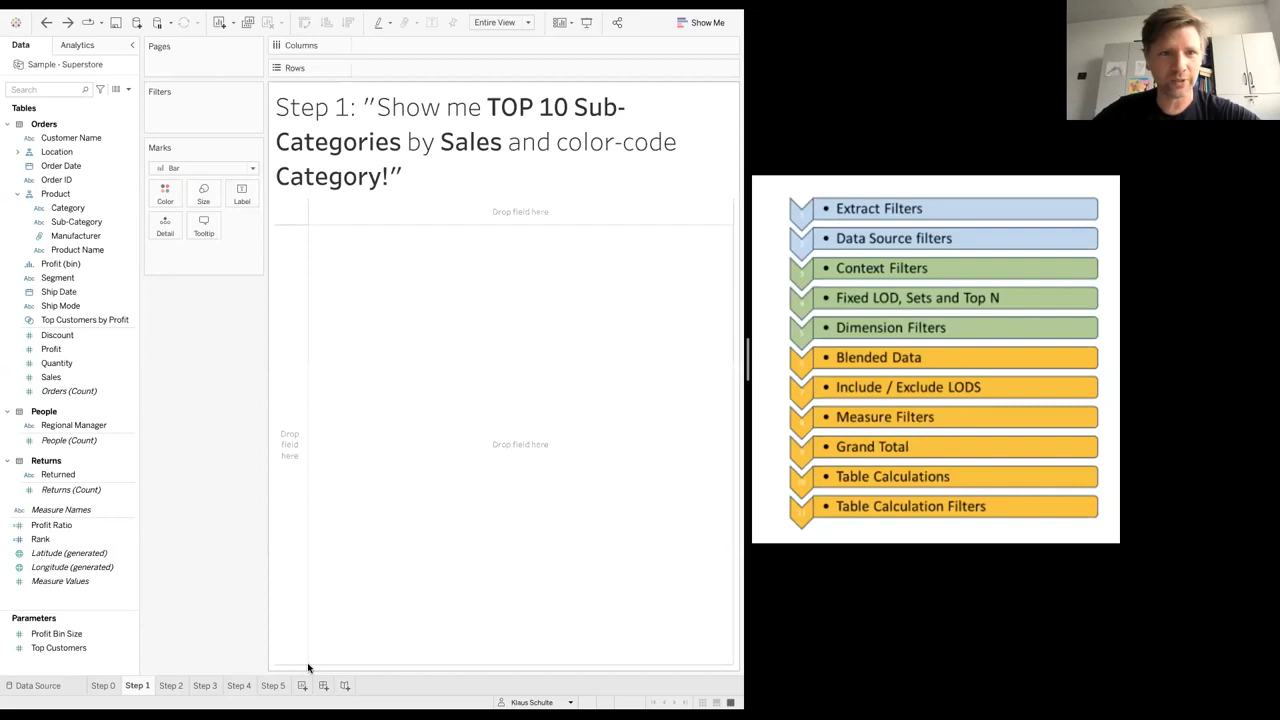 Entire View
Show Me
Data
Analytics
Sample - Superstore
Search
Tables
Orders
Customer Name
Location
Order Date
Order ID
Product
Category
Sub-Category
Manufacturer
Product Name
Profit (bin)
Segment
Ship Date
Ship Mode
Top Customers by Profit
Discount
Profit
Quantity
Sales
Orders (Count)
People
Regional Manager
People (Count)
Returns
Returned
Returns (Count)
Measure Names
Profit Ratio
Rank
Latitude (generated)
Longitude (generated)
Measure Values
Parameters
Profit Bin Size
Top Customers
Pages
Filters
Marks
Bar
Color
Size
Label
Detail
Tooltip
Columns
Rows
Step 1: "Show me TOP 10 Sub-
Categories by Sales and color-code
Category!"
Drop field here
Drop
field
here
Drop field here
Data Source
Step 0
Step 1
Step 2
Step 3
Step 4
Step 5
Klaus Schulte
• Extract Filters
• Data Source filters
• Context Filters
• Fixed LOD, Sets and Top N
• Dimension Filters
• Blended Data
• Include / Exclude LODS
• Measure Filters
• Grand Total
• Table Calculations
• Table Calculation Filters